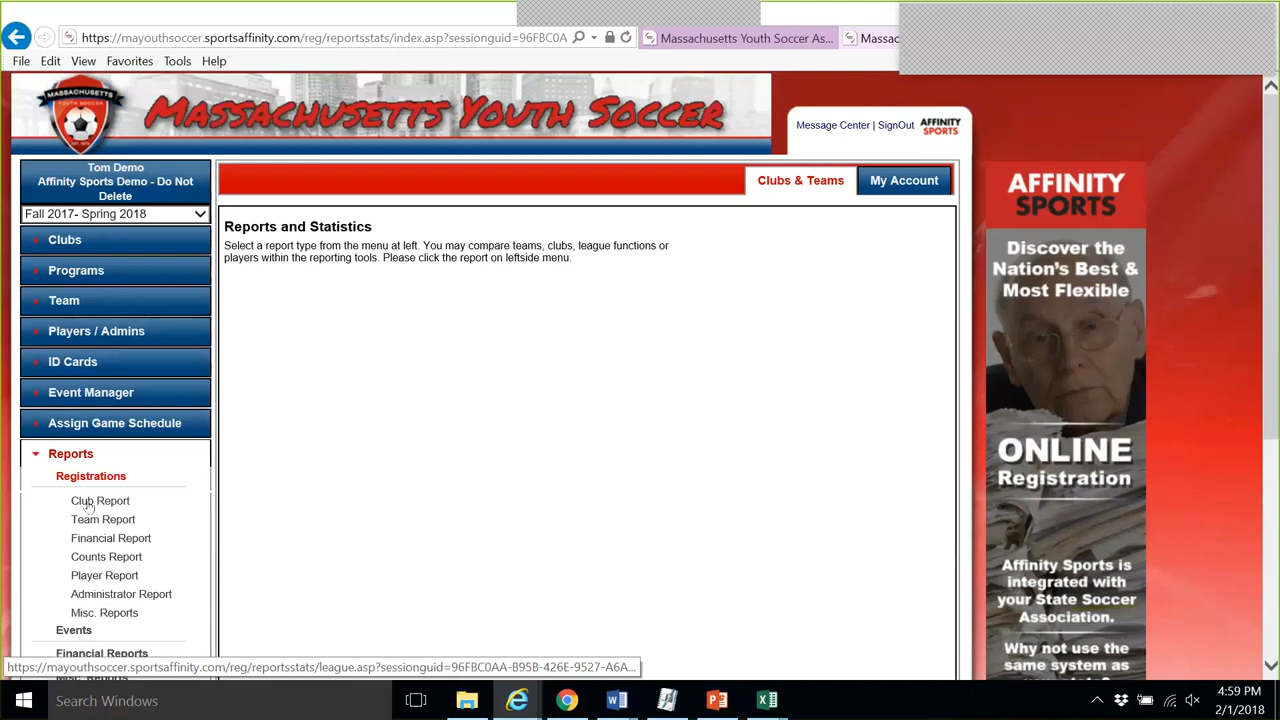 https://mayouthsoccer.sportsaffinity.com/reg/reportsstats/index.asp?sessionguid=96FBC0A
Massachusetts Youth Soccer As...
Massac
File Edit View Favorites Tools Help
MASSACHUSETTS
YOUTH SOCCER
Massachusetts Youth Soccer
Message Center | SignOut
AFFINITY
SPORTS
Tom Demo
Affinity Sports Demo - Do Not
Delete
Fall 2017- Spring 2018
Clubs & Teams
My Account
Clubs
Programs
Team
Players / Admins
ID Cards
Event Manager
Assign Game Schedule
Reports
Registrations
Club Report
Team Report
Financial Report
Counts Report
Player Report
Administrator Report
Misc. Reports
Events
Financial Reports
Misc. Reports
Reports and Statistics
Select a report type from the menu at left. You may compare teams, clubs, league functions or
players within the reporting tools. Please click the report on leftside menu.
AFFINITY
SPORTS
Discover the
Nation's Best &
Most Flexible
ONLINE
Registration
Affinity Sports is
integrated with
your State Soccer
Association.
Why not use the
same system as
https://mayouthsoccer.sportsaffinity.com/reg/reportsstats/league.asp?sessionguid=96FBC0AA-B95B-426E-9527-A6A...
Search Windows
4:59 PM
2/1/2018